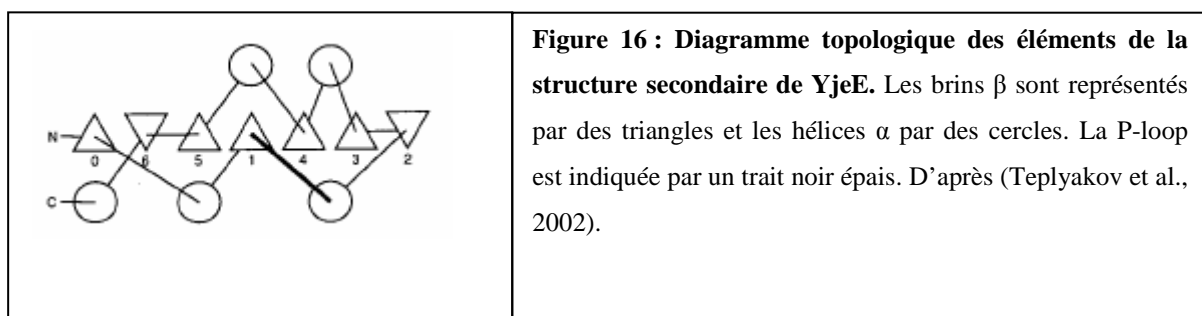 N
0 6 5 1 4 3 2
C
Figure 16 : Diagramme topologique des éléments de la
structure secondaire de YjeE. Les brins β sont représentés
par des triangles et les hélices α par des cercles. La P-loop
est indiquée par un trait noir épais. D’après (Teplyakov et al.,
2002).